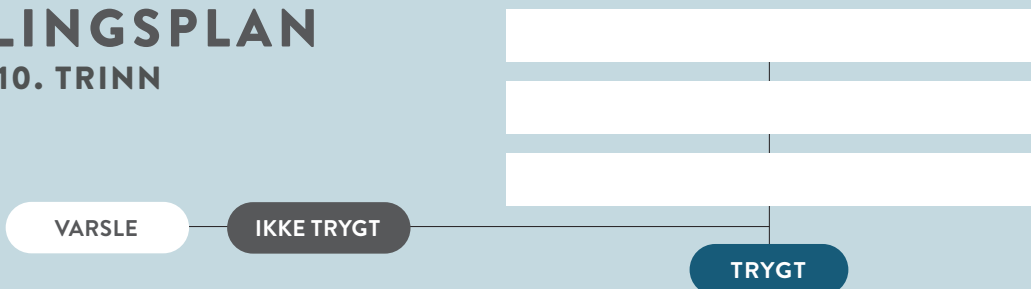 LINGSPLAN
10. TRINN
VARSLE
IKKE TRYGT
TRYGT